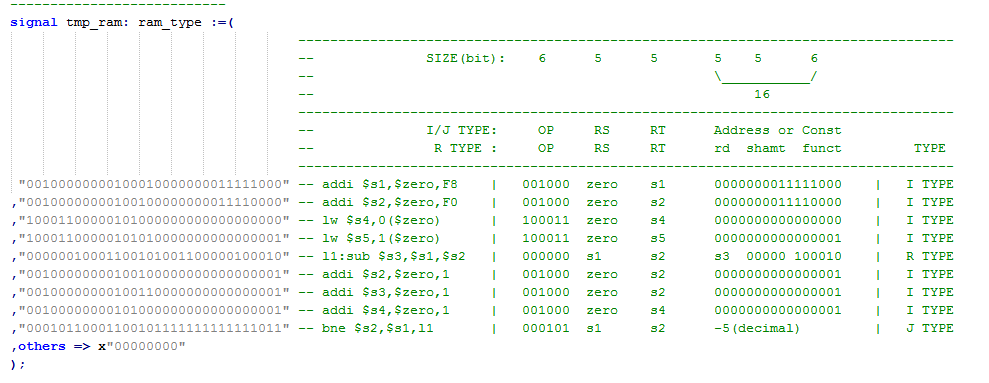 ---------------------------
signal tmp_ram: ram_type :=(
----------------------------------------------------------------------------------
-- SIZE(bit): 6 5 5 5 5 6
-- \___________/
-- 16
----------------------------------------------------------------------------------
-- I/J TYPE: OP RS RT Address or Const
-- R TYPE : OP RS RT rd shamt funct TYPE
----------------------------------------------------------------------------------
"00100000000100010000000011111000" -- addi $s1,$zero,F8 | 001000 zero s1 0000000011111000 | I TYPE
,"00100000000100100000000011110000" -- addi $s2,$zero,F0 | 001000 zero s2 0000000011110000 | I TYPE
,"10001100000101000000000000000000" -- lw $s4,0($zero) | 100011 zero s4 0000000000000000 | I TYPE
,"10001100000101010000000000000001" -- lw $s5,1($zero) | 100011 zero s5 0000000000000001 | I TYPE
,"00000010001100101001100000100010" -- l1:sub $s3,$s1,$s2 | 000000 s1 s2 s3 00000 100010 | R TYPE
,"00100000000100100000000000000001" -- addi $s2,$zero,1 | 001000 zero s2 0000000000000001 | I TYPE
,"00100000000100110000000000000001" -- addi $s3,$zero,1 | 001000 zero s2 0000000000000001 | I TYPE
,"00100000000101000000000000000001" -- addi $s4,$zero,1 | 001000 zero s4 0000000000000001 | I TYPE
,"00010110001100101111111111111011" -- bne $s2,$s1,l1 | 000101 s1 s2 -5(decimal) | J TYPE
,others => x"00000000"
);